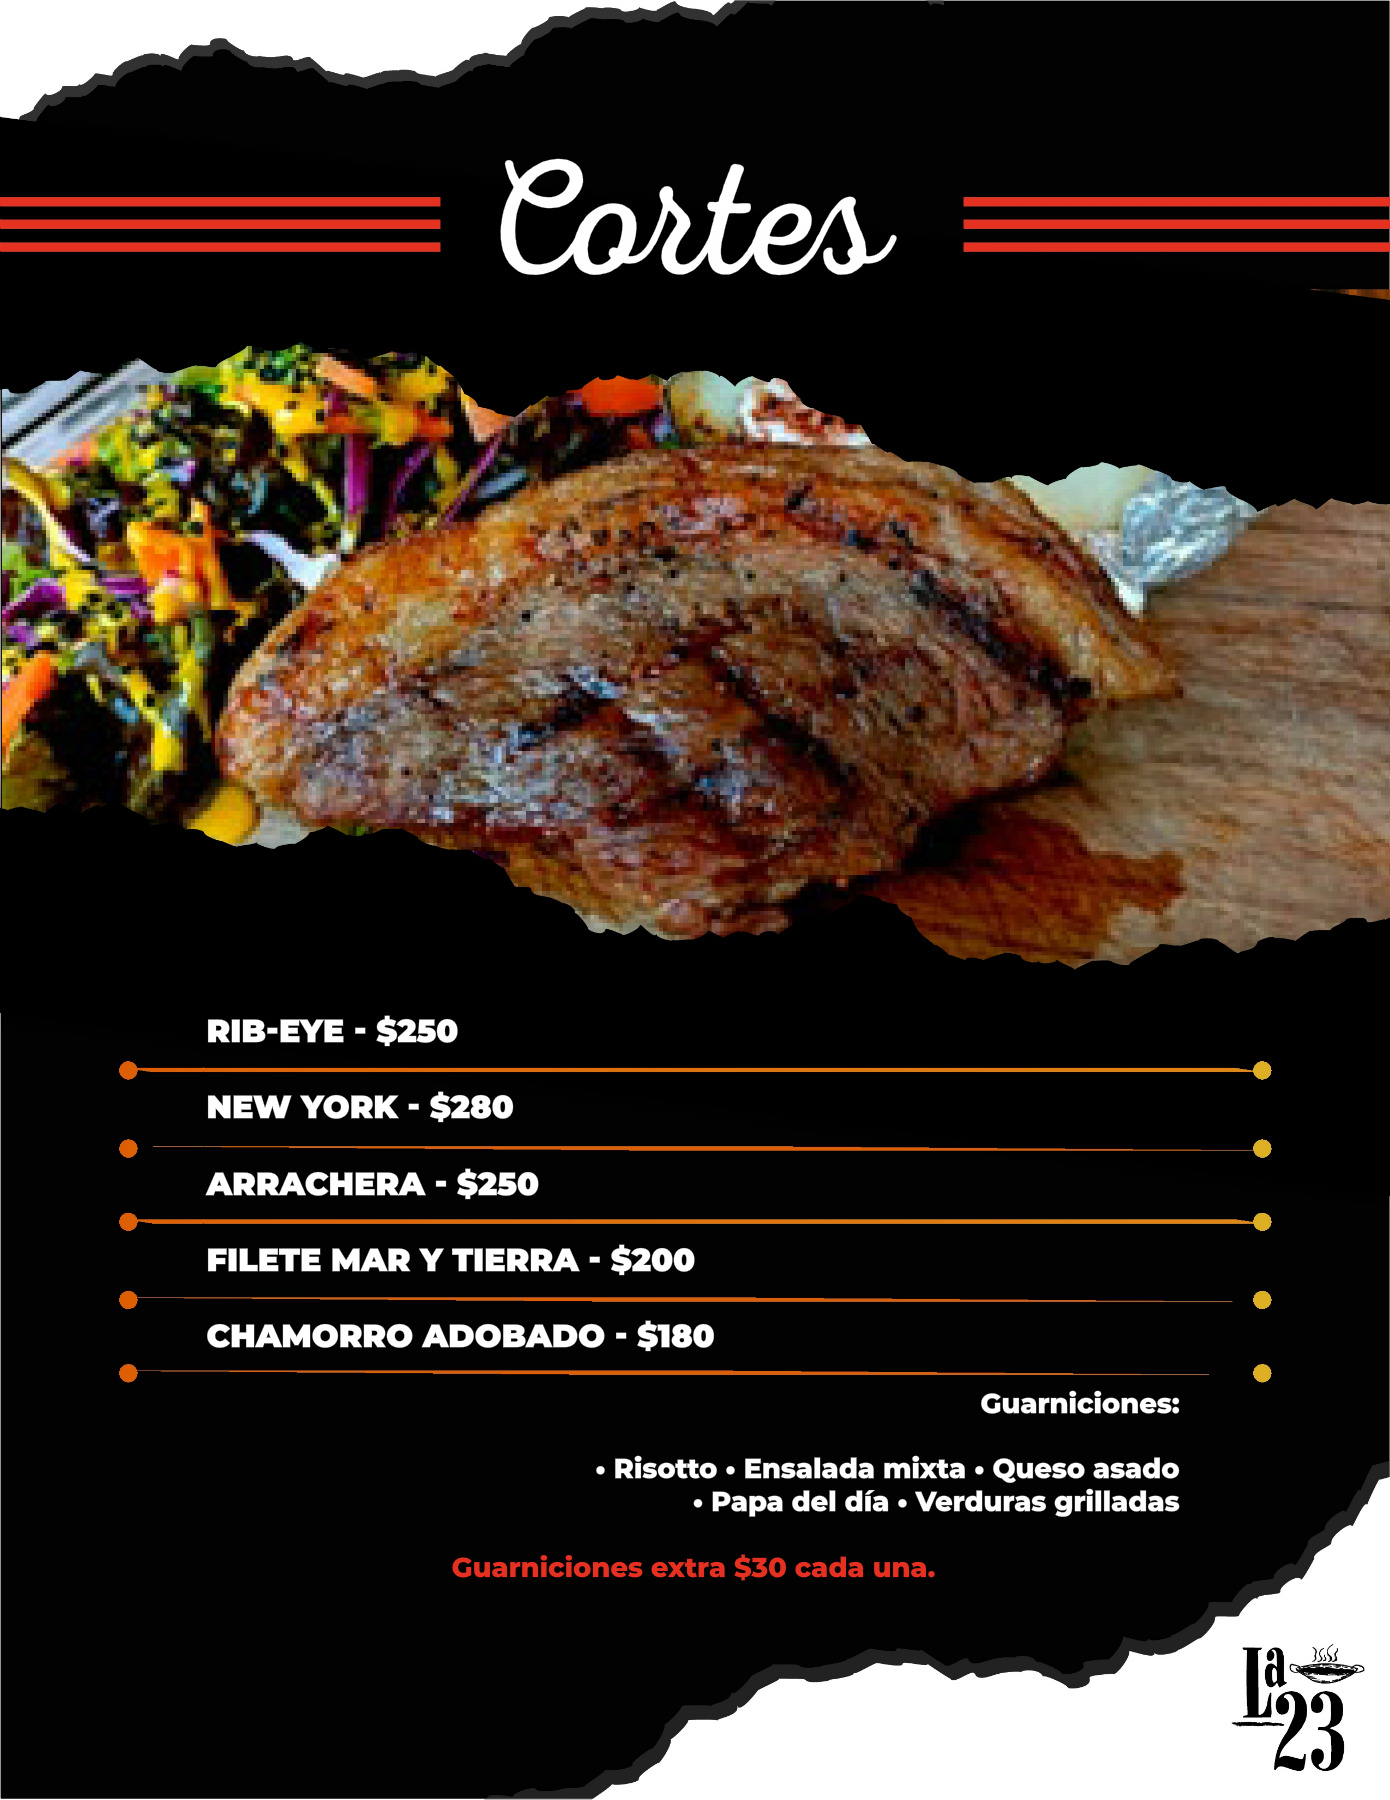 Cortes
RIB-EYE - $250
NEW YORK - $280
ARRACHERA - $250
FILETE MAR Y TIERRA - $200
CHAMORRO ADOBADO - $180
Guarniciones:
• Risotto • Ensalada mixta • Queso asado
• Papa del día • Verduras grilladas
Guarniciones extra $30 cada una.
La
23